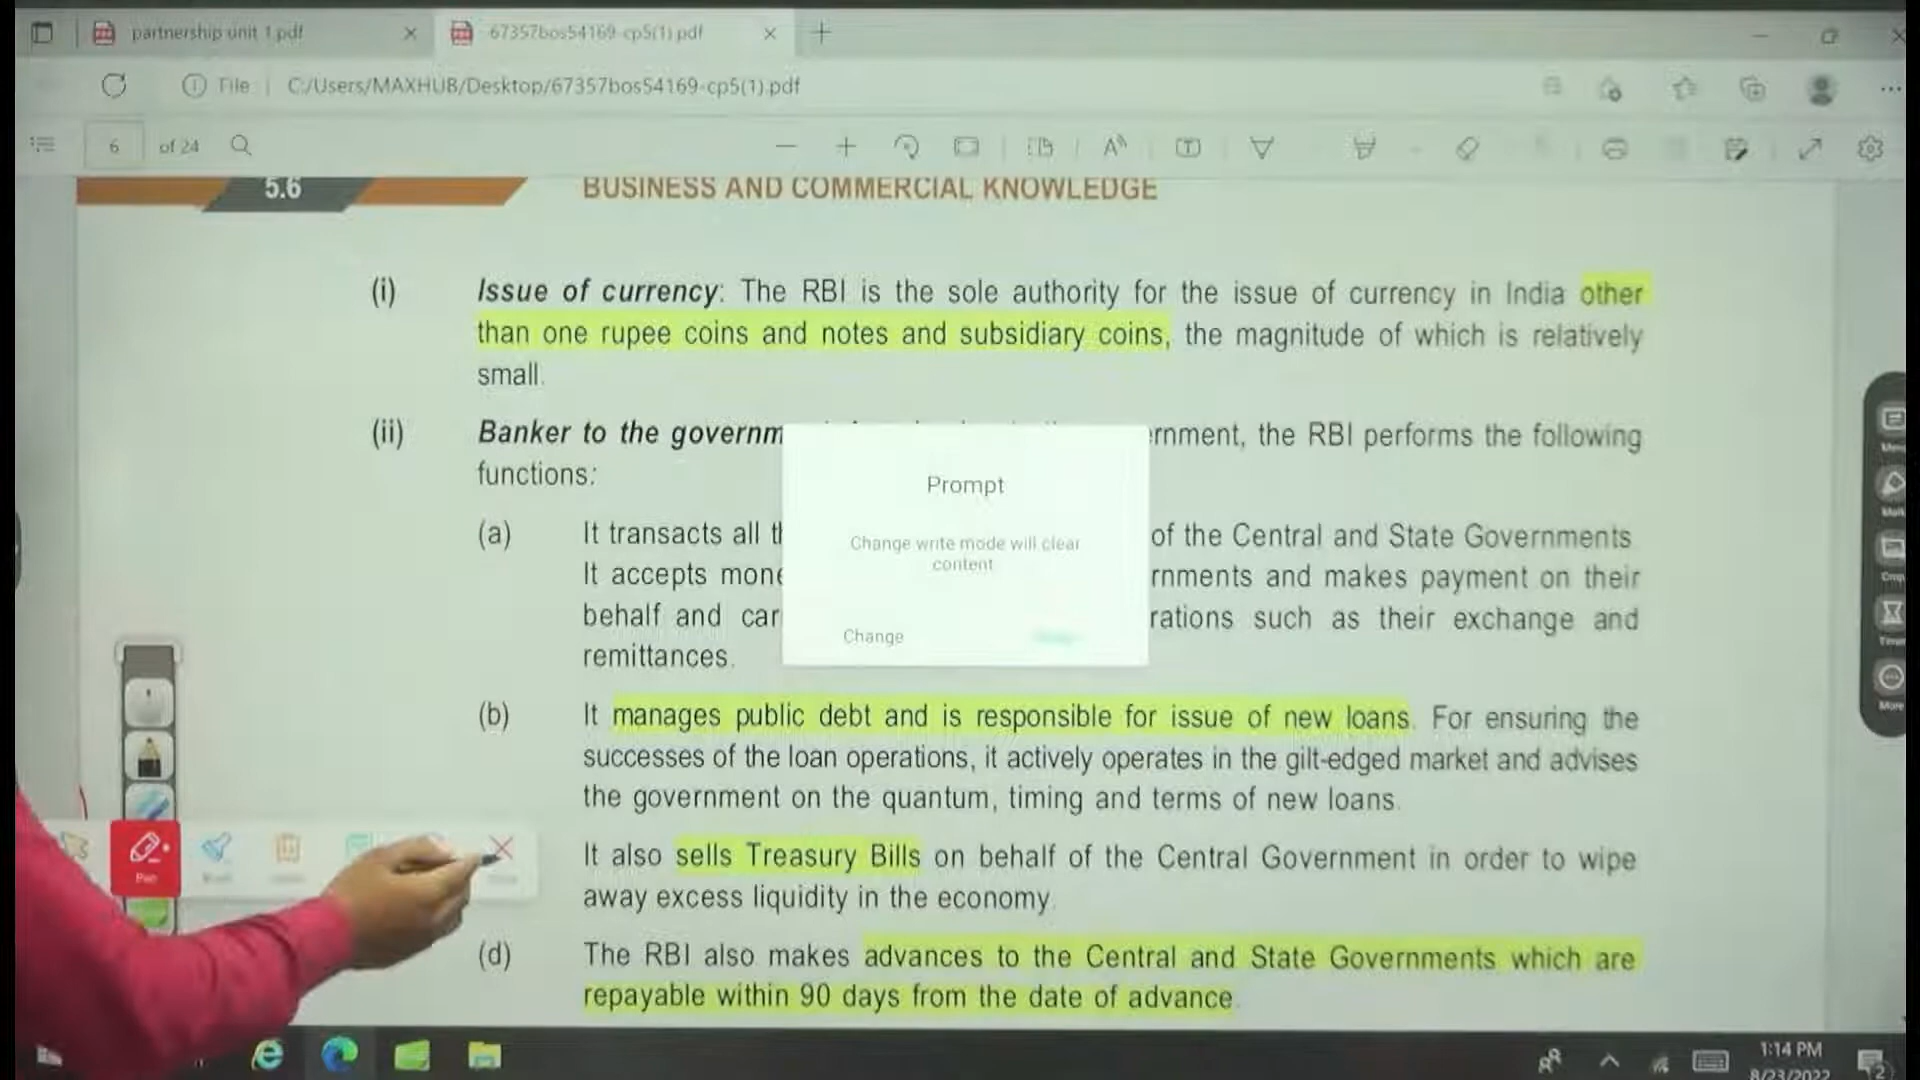 partnership unit 1.pdf
67357bos54169-cp5(1).pdf
File
C:/Users/MAXHUB/Desktop/67357bos54169-cp5(1).pdf
6 of 24
5.6
BUSINESS AND COMMERCIAL KNOWLEDGE
(i) Issue of currency: The RBI is the sole authority for the issue of currency in India other
than one rupee coins and notes and subsidiary coins, the magnitude of which is relatively
small.
(ii) Banker to the governm
ernment, the RBI performs the following
functions:
Prompt
Change write mode will clear
content
Change
(a) It transacts all th
of the Central and State Governments.
It accepts mone
rnments and makes payment on their
behalf and car
rations such as their exchange and
remittances.
(b) It manages public debt and is responsible for issue of new loans. For ensuring the
successes of the loan operations, it actively operates in the gilt-edged market and advises
the government on the quantum, timing and terms of new loans.
It also sells Treasury Bills on behalf of the Central Government in order to wipe
away excess liquidity in the economy.
(d) The RBI also makes advances to the Central and State Governments which are
repayable within 90 days from the date of advance.
Pen
More
1:14 PM
8/23/2022
2